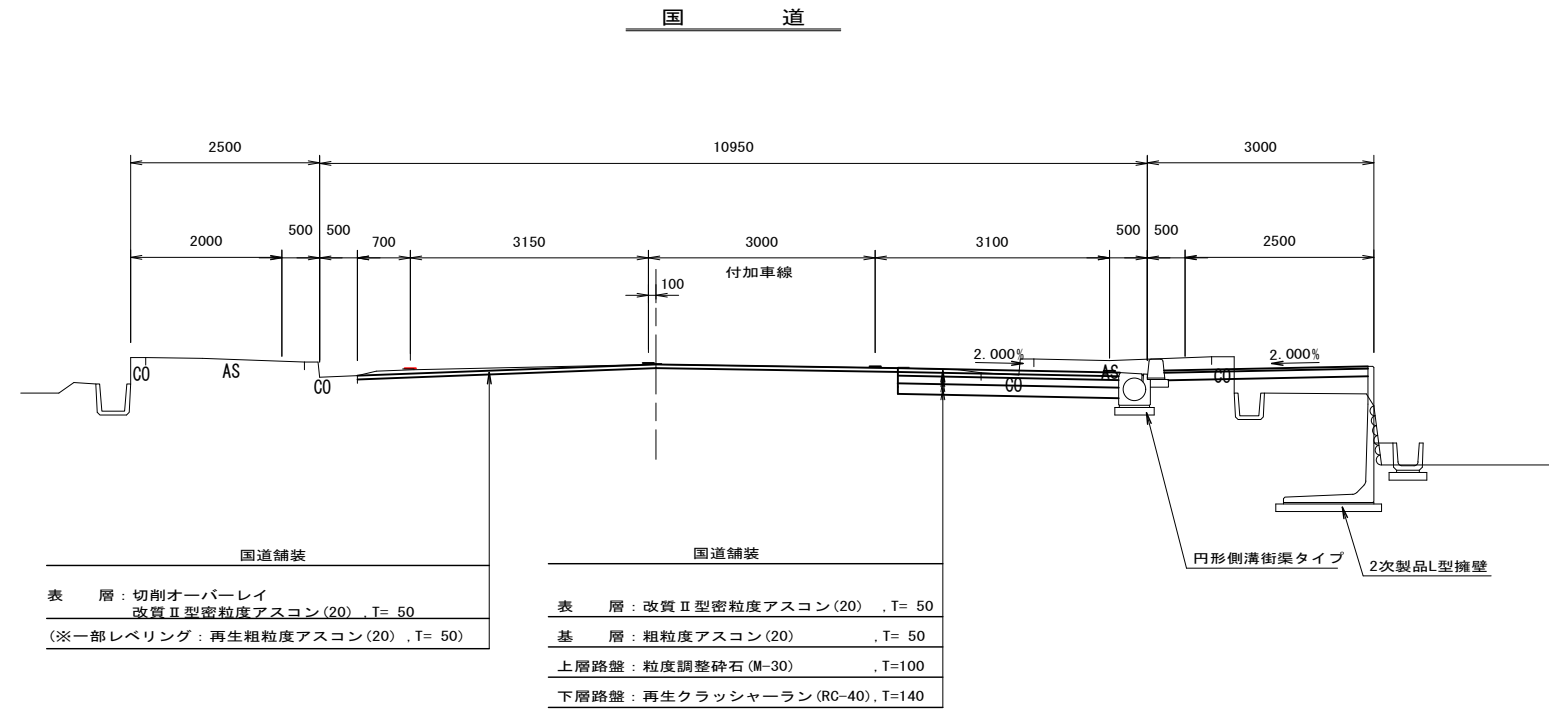 国　道
2500 10950 3000
2000 500 500 700 3150 3000 3100 500 500 2500
付加車線
100
2.000% 2.000%
CO AS CO CO AS CO
国道舗装
表　層：切削オーバーレイ
改質Ⅱ型密粒度アスコン(20) , T= 50
(※一部レベリング：再生粗粒度アスコン(20) , T= 50)
国道舗装
表　層：改質Ⅱ型密粒度アスコン(20) , T= 50
基　層：粗粒度アスコン(20) , T= 50
上層路盤：粒度調整砕石(M-30) , T=100
下層路盤：再生クラッシャーラン(RC-40), T=140
円形側溝街渠タイプ
2次製品L型擁壁